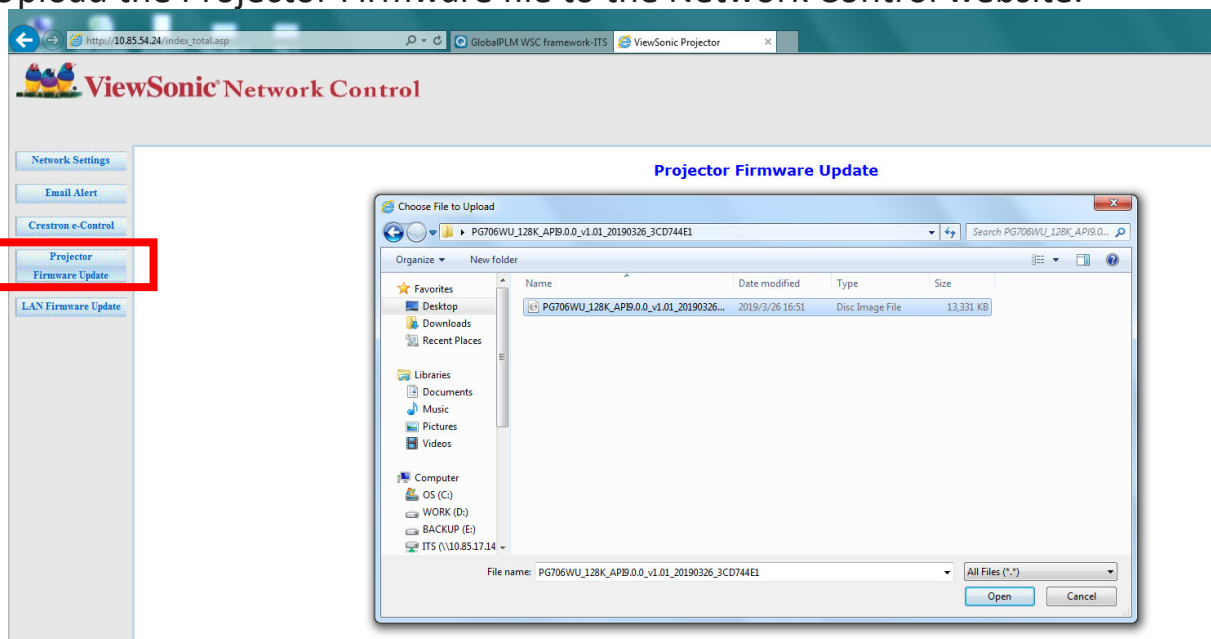 Upload the Projector Firmware file to the Network Control website.
http://10.85.54.24/index_total.asp
GlobalPLM WSC framework-ITS
ViewSonic Projector
ViewSonic® Network Control
Network Settings
Email Alert
Crestron e-Control
Projector
Firmware Update
LAN Firmware Update
Projector Firmware Update
Choose File to Upload
PG706WU_128K_API9.0.0_v1.01_20190326_3CD744E1
Search PG706WU_128K_API9.0...
Organize
New folder
Favorites
Desktop
Downloads
Recent Places
Libraries
Documents
Music
Pictures
Videos
Computer
OS (C:)
WORK (D:)
BACKUP (E:)
ITS (\\10.85.17.14
Name Date modified Type Size
PG706WU_128K_API9.0.0_v1.01_20190326... 2019/3/26 16:51 Disc Image File 13,331 KB
File name: PG706WU_128K_API9.0.0_v1.01_20190326_3CD744E1
All Files (*.*)
Open
Cancel